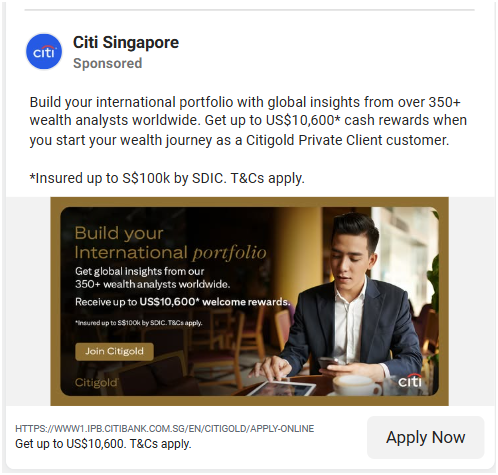 citi
Citi Singapore
Sponsored
Build your international portfolio with global insights from over 350+
wealth analysts worldwide. Get up to US$10,600* cash rewards when
you start your wealth journey as a Citigold Private Client customer.
*Insured up to S$100k by SDIC. T&Cs apply.
Build your
International portfolio
Get global insights from our
350+ wealth analysts worldwide.
Receive up to US$10,600* welcome rewards.
*Insured up to S$100k by SDIC. T&Cs apply.
Join Citigold
Citigold
citi
HTTPS://WWW1.IPB.CITIBANK.COM.SG/EN/CITIGOLD/APPLY-ONLINE
Get up to US$10,600. T&Cs apply.
Apply Now